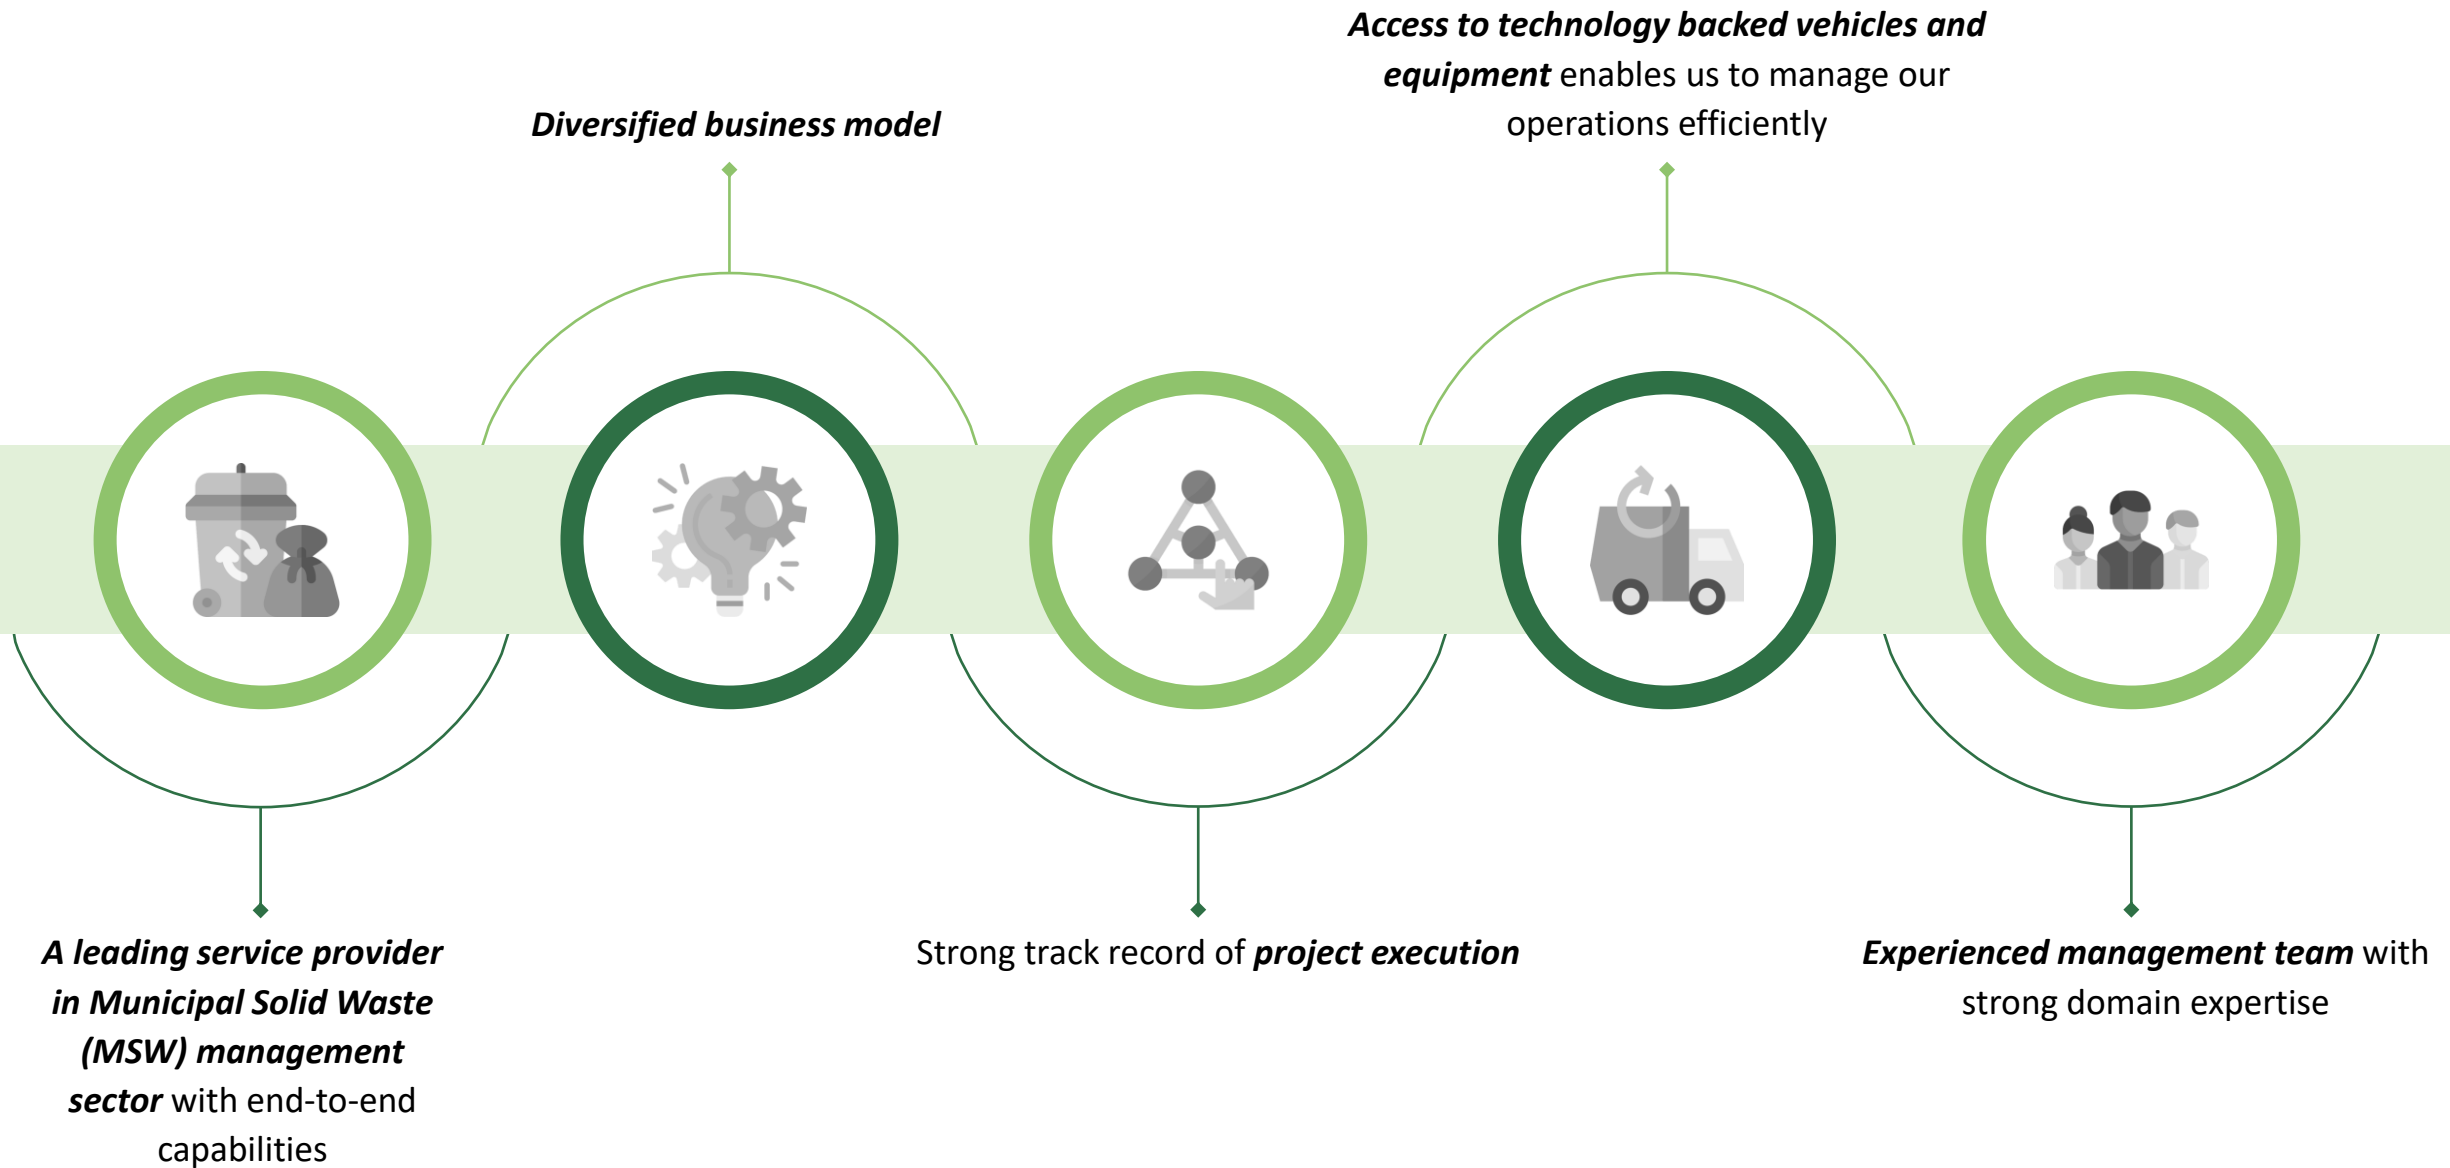 Access to technology backed vehicles and
equipment enables us to manage our
operations efficiently
Diversified business model
A leading service provider
in Municipal Solid Waste
(MSW) management
sector with end-to-end
capabilities
Strong track record of project execution
Experienced management team with
strong domain expertise